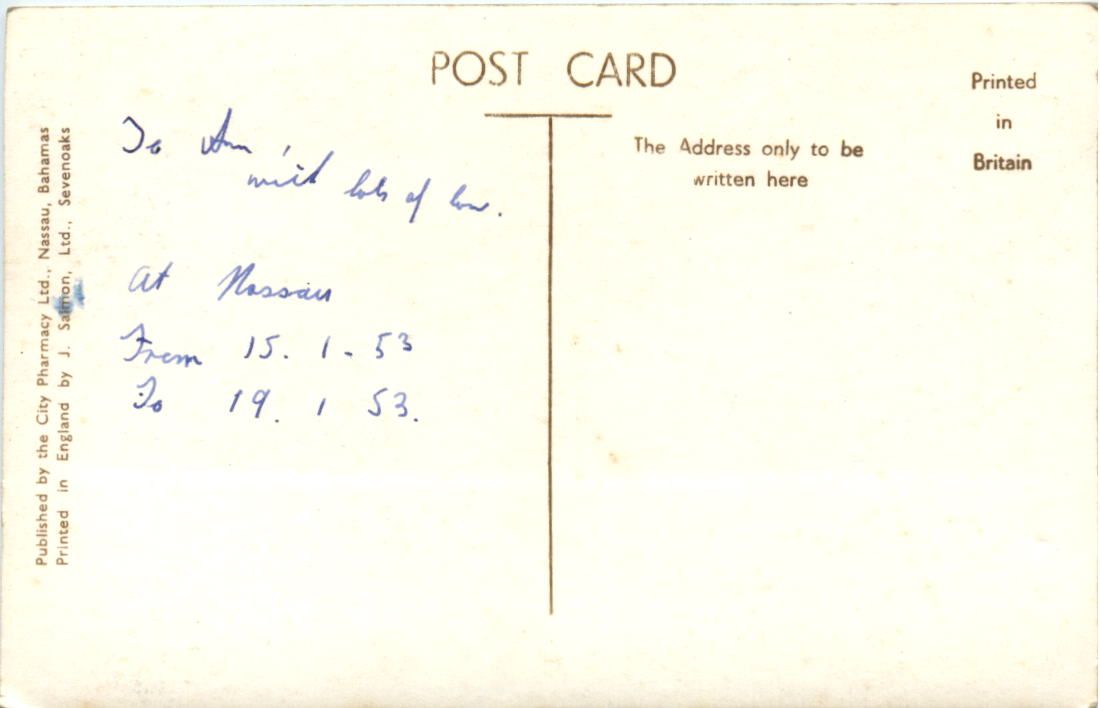 POST CARD
Printed
in
Britain
The Address only to be
written here
To Ann,
with lots of love.
At Nassau
From 15. 1 - 53
To 19. 1 53.
Published by the City Pharmacy Ltd., Nassau, Bahamas
Printed in England by J. Salmon, Ltd., Sevenoaks